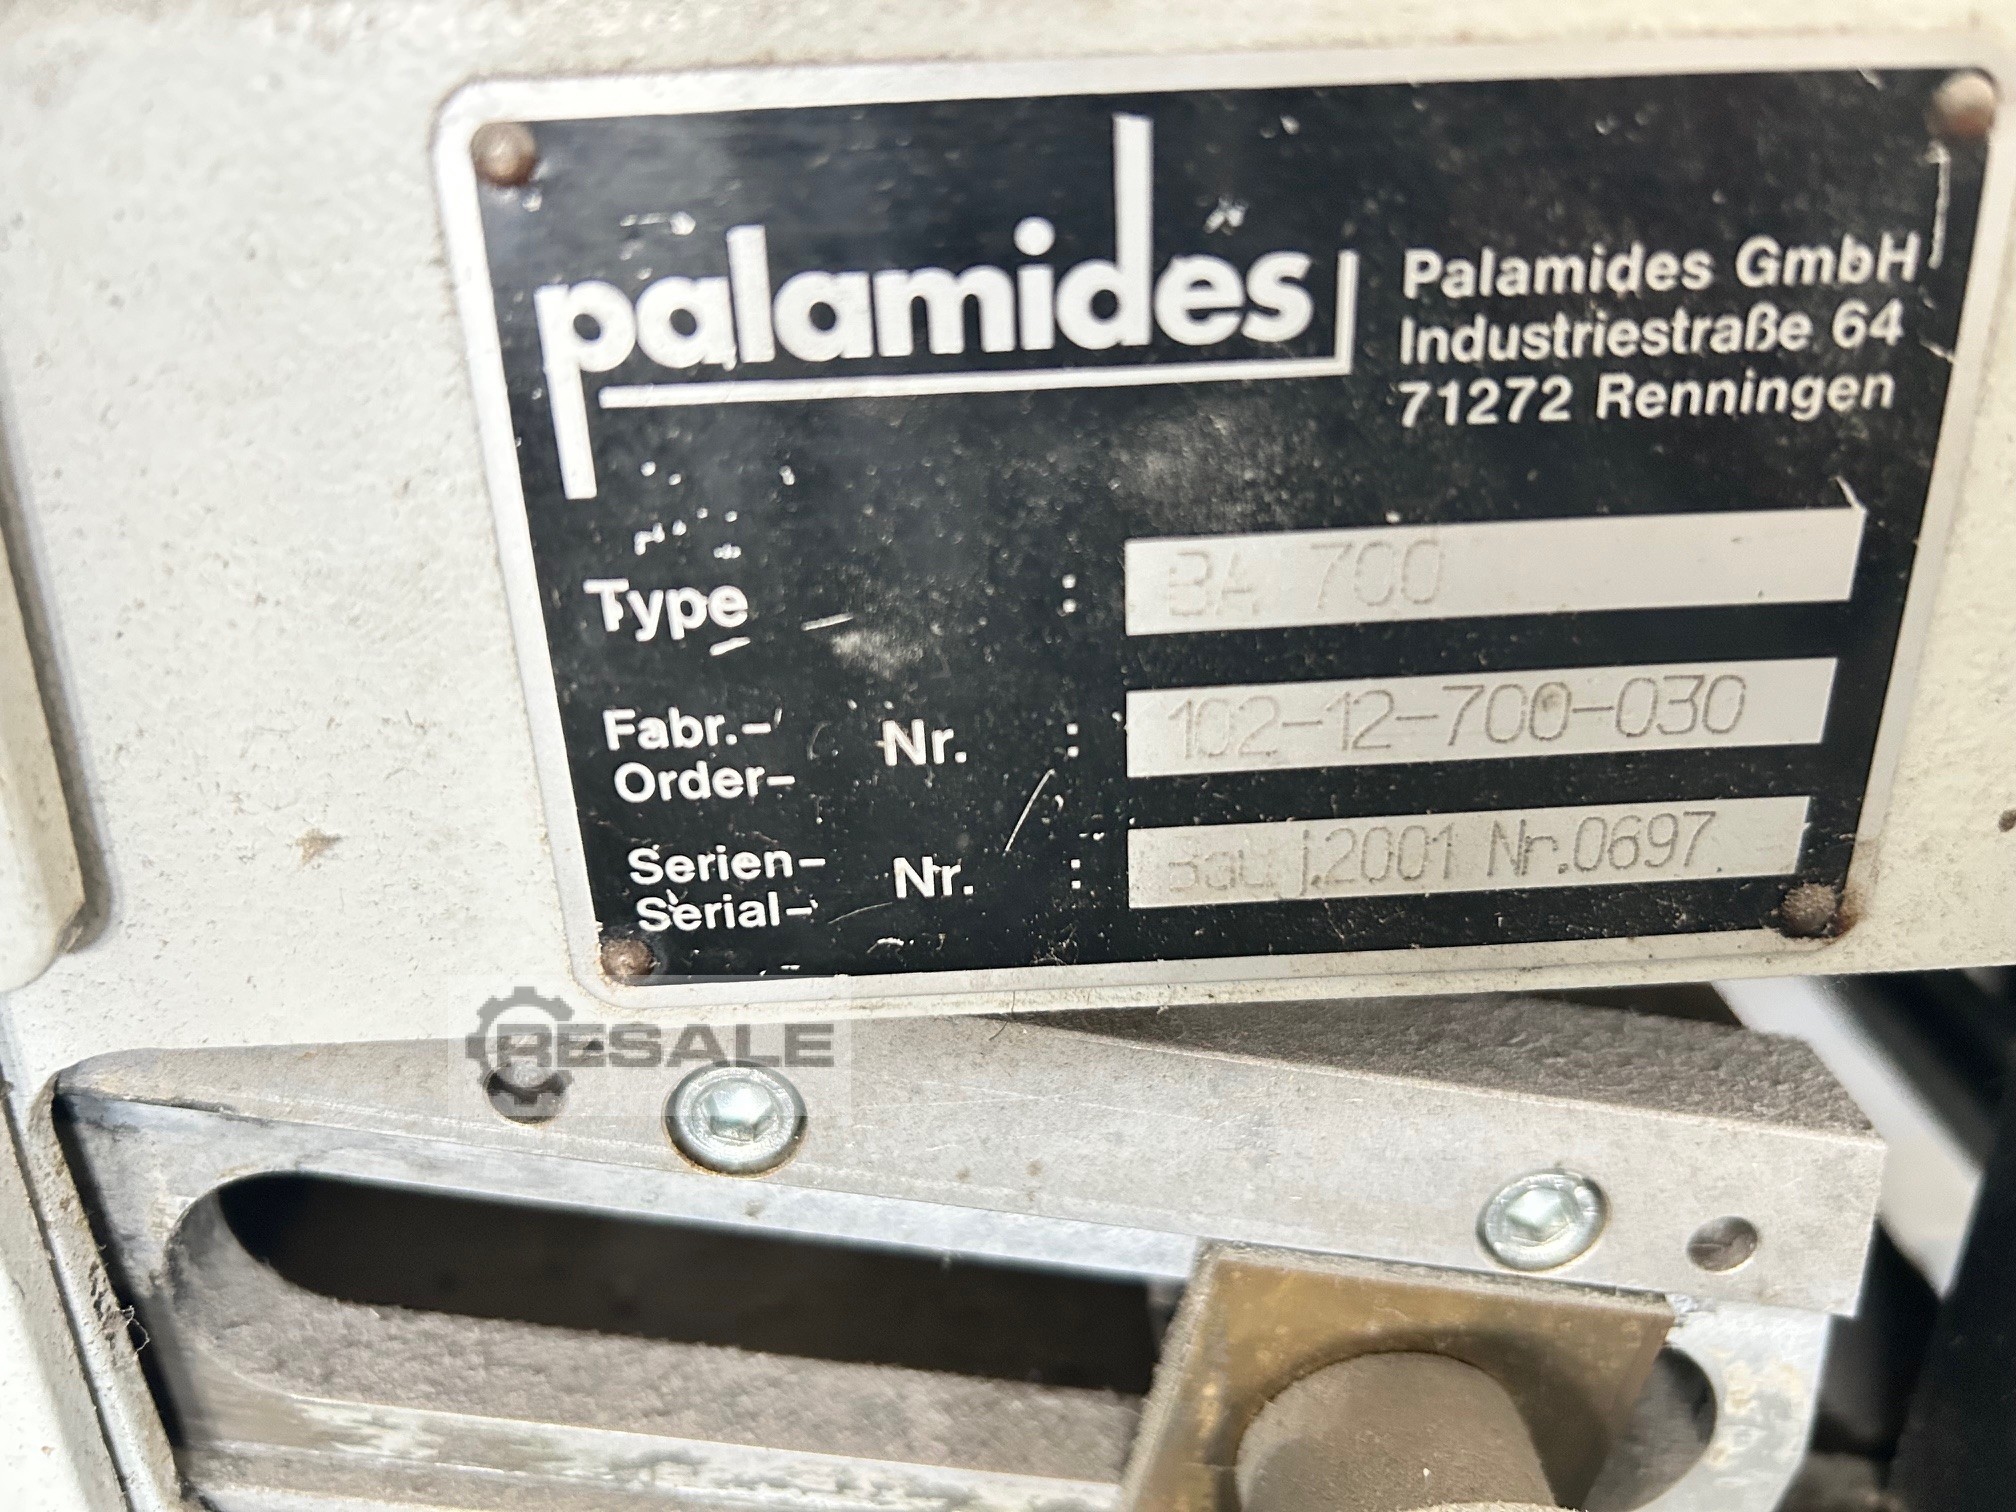 palamides
Palamides GmbH
Industriestraße 64
71272 Renningen
Type : BA 700
Fabr.- Nr. : 102-12-700-030
Order-
Serien- Nr. : Bau j.2001 Nr.0697
Serial-
RESALE